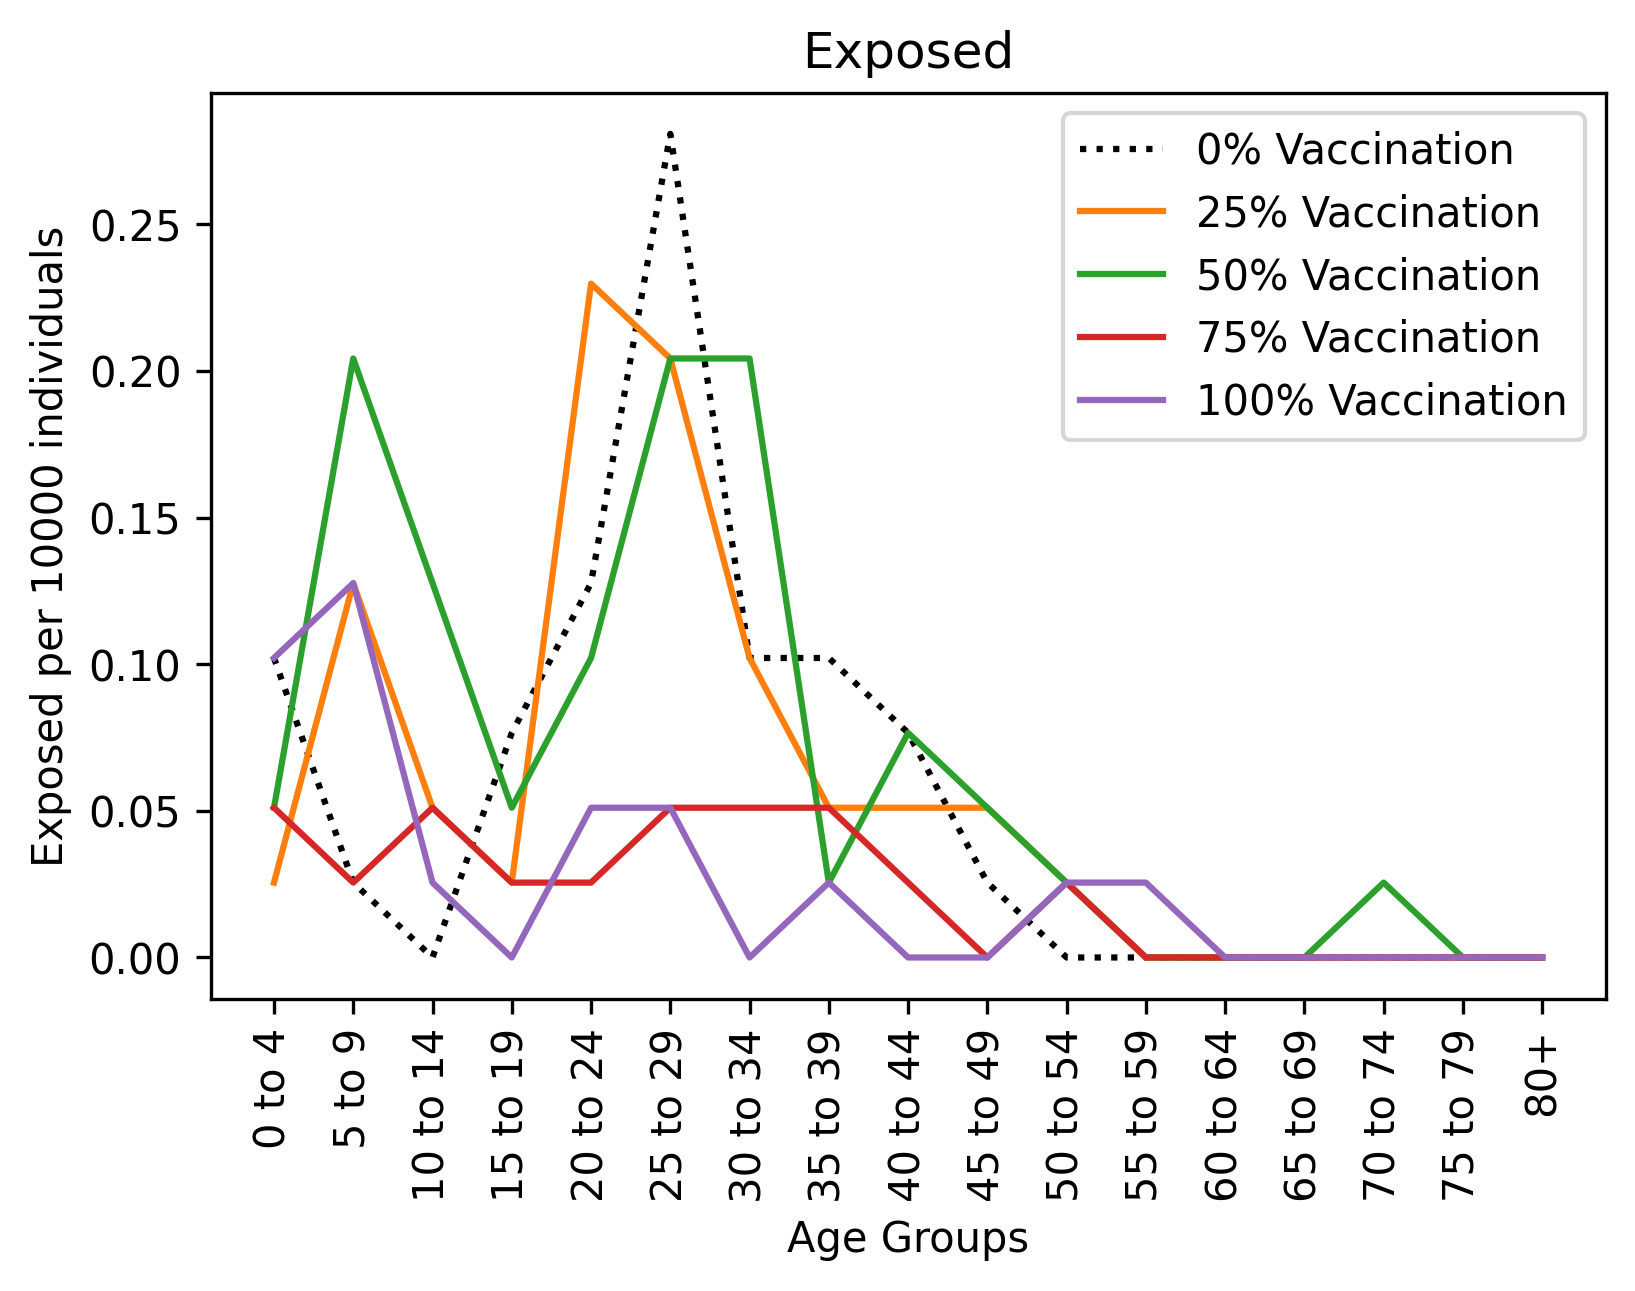 Exposed
0% Vaccination
25% Vaccination
50% Vaccination
75% Vaccination
100% Vaccination
Exposed per 10000 individuals
0.25
0.20
0.15
0.10
0.05
0.00
0 to 4
5 to 9
10 to 14
15 to 19
20 to 24
25 to 29
30 to 34
35 to 39
40 to 44
45 to 49
50 to 54
55 to 59
60 to 64
65 to 69
70 to 74
75 to 79
80+
Age Groups